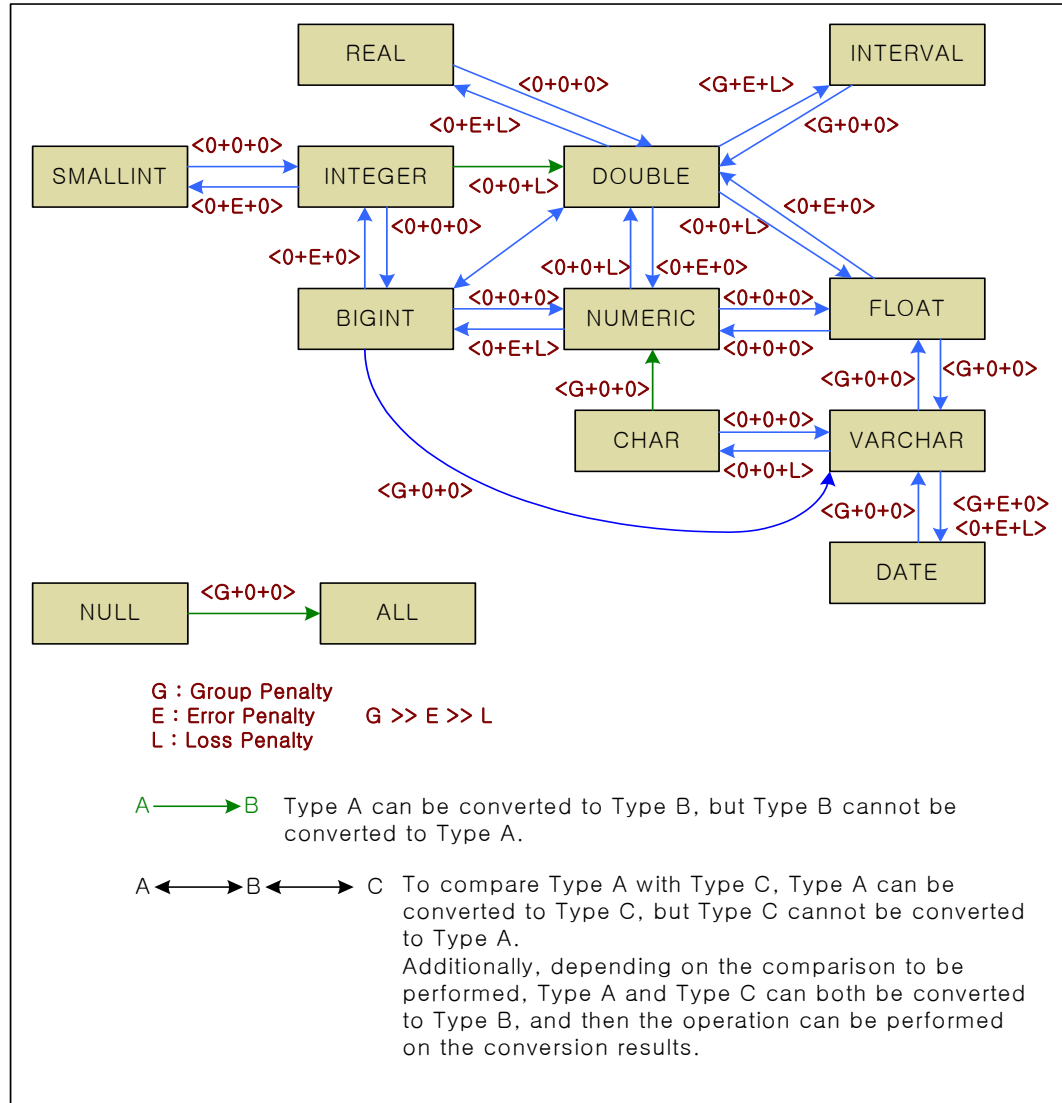 REAL
INTERVAL
<0+0+0>
<G+E+L>
<0+E+L>
<G+0+0>
<0+0+0>
SMALLINT
INTEGER
DOUBLE
<0+E+0>
<0+0+L>
<0+E+0>
<0+0+0>
<0+0+L>
<0+E+0>
<0+0+L>
<0+E+0>
BIGINT
<0+0+0>
NUMERIC
<0+0+0>
FLOAT
<0+E+L>
<0+0+0>
<G+0+0>
<G+0+0>
<G+0+0>
CHAR
<0+0+0>
VARCHAR
<0+0+L>
<G+0+0>
<G+0+0>
<G+E+0>
<0+E+L>
DATE
<G+0+0>
NULL
ALL
G : Group Penalty
E : Error Penalty G >> E >> L
L : Loss Penalty
A B Type A can be converted to Type B, but Type B cannot be
converted to Type A.
A B C To compare Type A with Type C, Type A can be
converted to Type C, but Type C cannot be converted
to Type A.
Additionally, depending on the comparison to be
performed, Type A and Type C can both be converted
to Type B, and then the operation can be performed
on the conversion results.